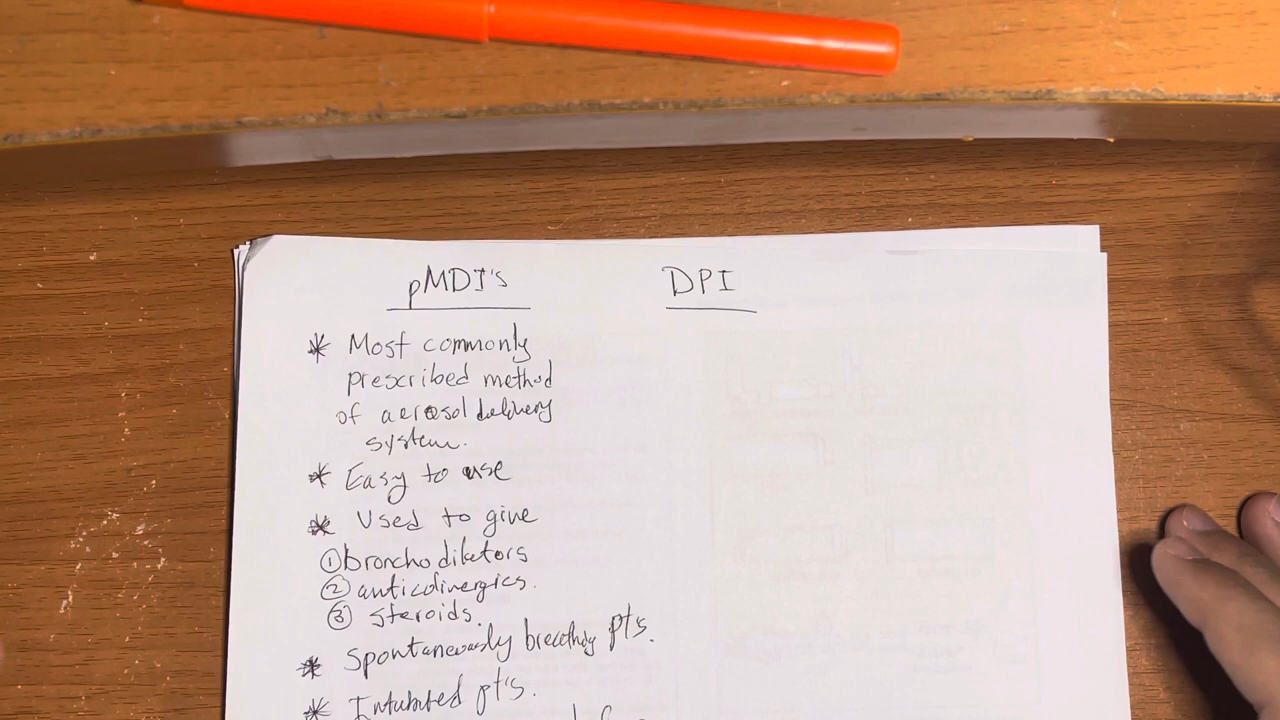 pMDI's DPI
* Most commonly
prescribed method
of aerosol delivery
system.
* Easy to use
* Used to give
① bronchodilators
② anticolinergics.
③ steroids.
* Spontaneously breathing pts.
* Intubated pt's.